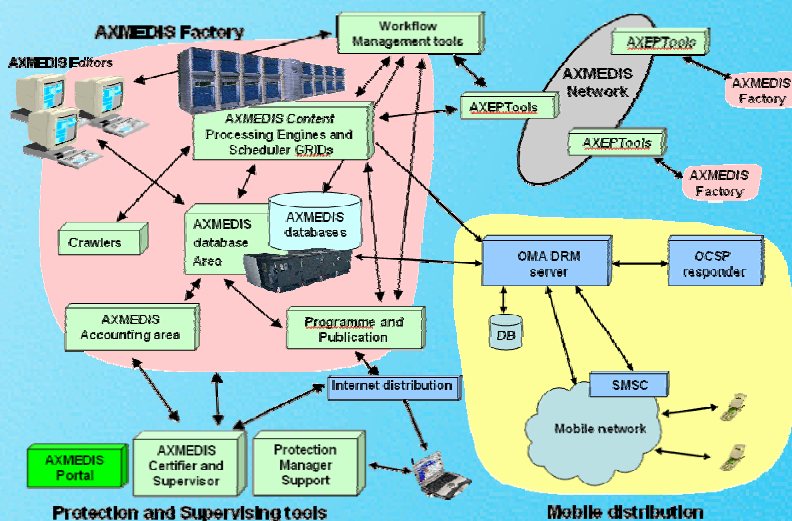 AXMEDIS Factory
Workflow
Management tools
AXEPTools
AXMEDIS
Factory
AXMEDIS Editors
AXMEDIS
Network
AXMEDIS Content
Processing Engines and
Scheduler GRIDs
AXEPTools
AXEPTools
AXMEDIS
Factory
Crawlers
AXMEDIS
database
Area
AXMEDIS
databases
OMA DRM
server
OCSP
responder
AXMEDIS
Accounting area
Programme and
Publication
DB
Internet distribution
SMSC
Mobile network
AXMEDIS
Portal
AXMEDIS
Certifier and
Supervisor
Protection
Manager
Support
Protection and Supervising tools
Mobile distribution